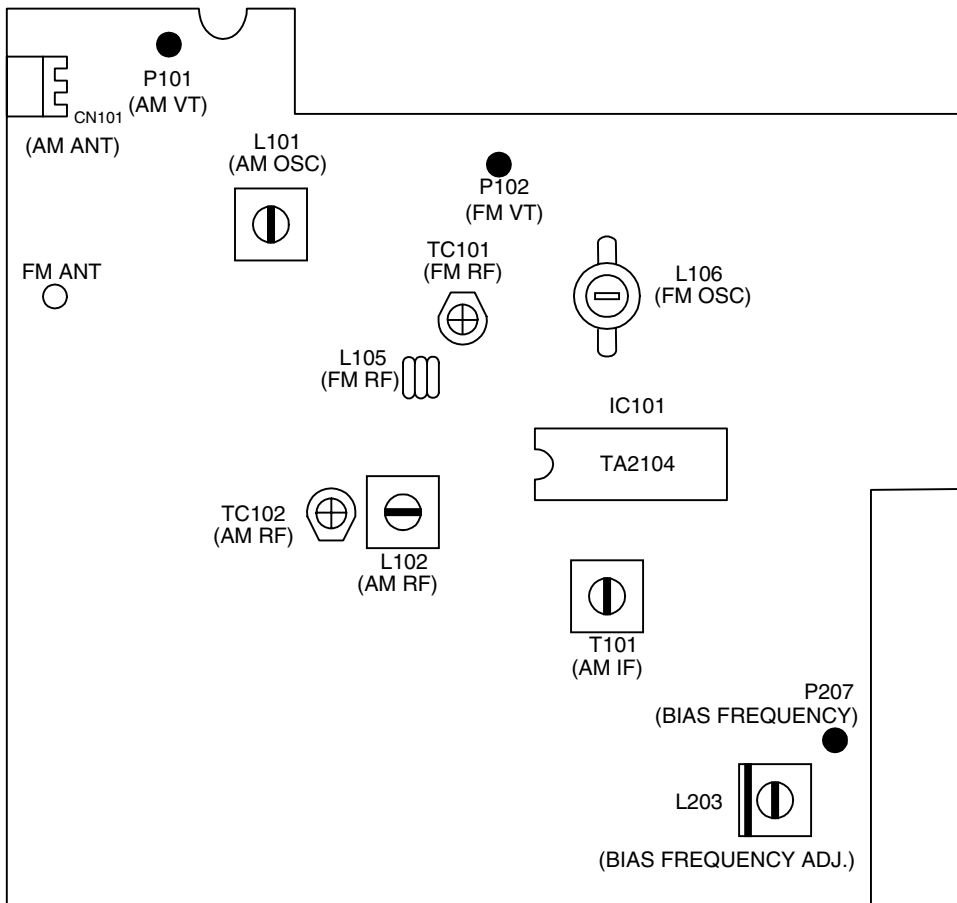 P101
(AM VT)
CN101
(AM ANT)
L101
(AM OSC)
P102
(FM VT)
TC101
(FM RF)
FM ANT
L106
(FM OSC)
L105
(FM RF)
IC101
TA2104
TC102
(AM RF)
L102
(AM RF)
T101
(AM IF)
P207
(BIAS FREQUENCY)
L203
(BIAS FREQUENCY ADJ.)